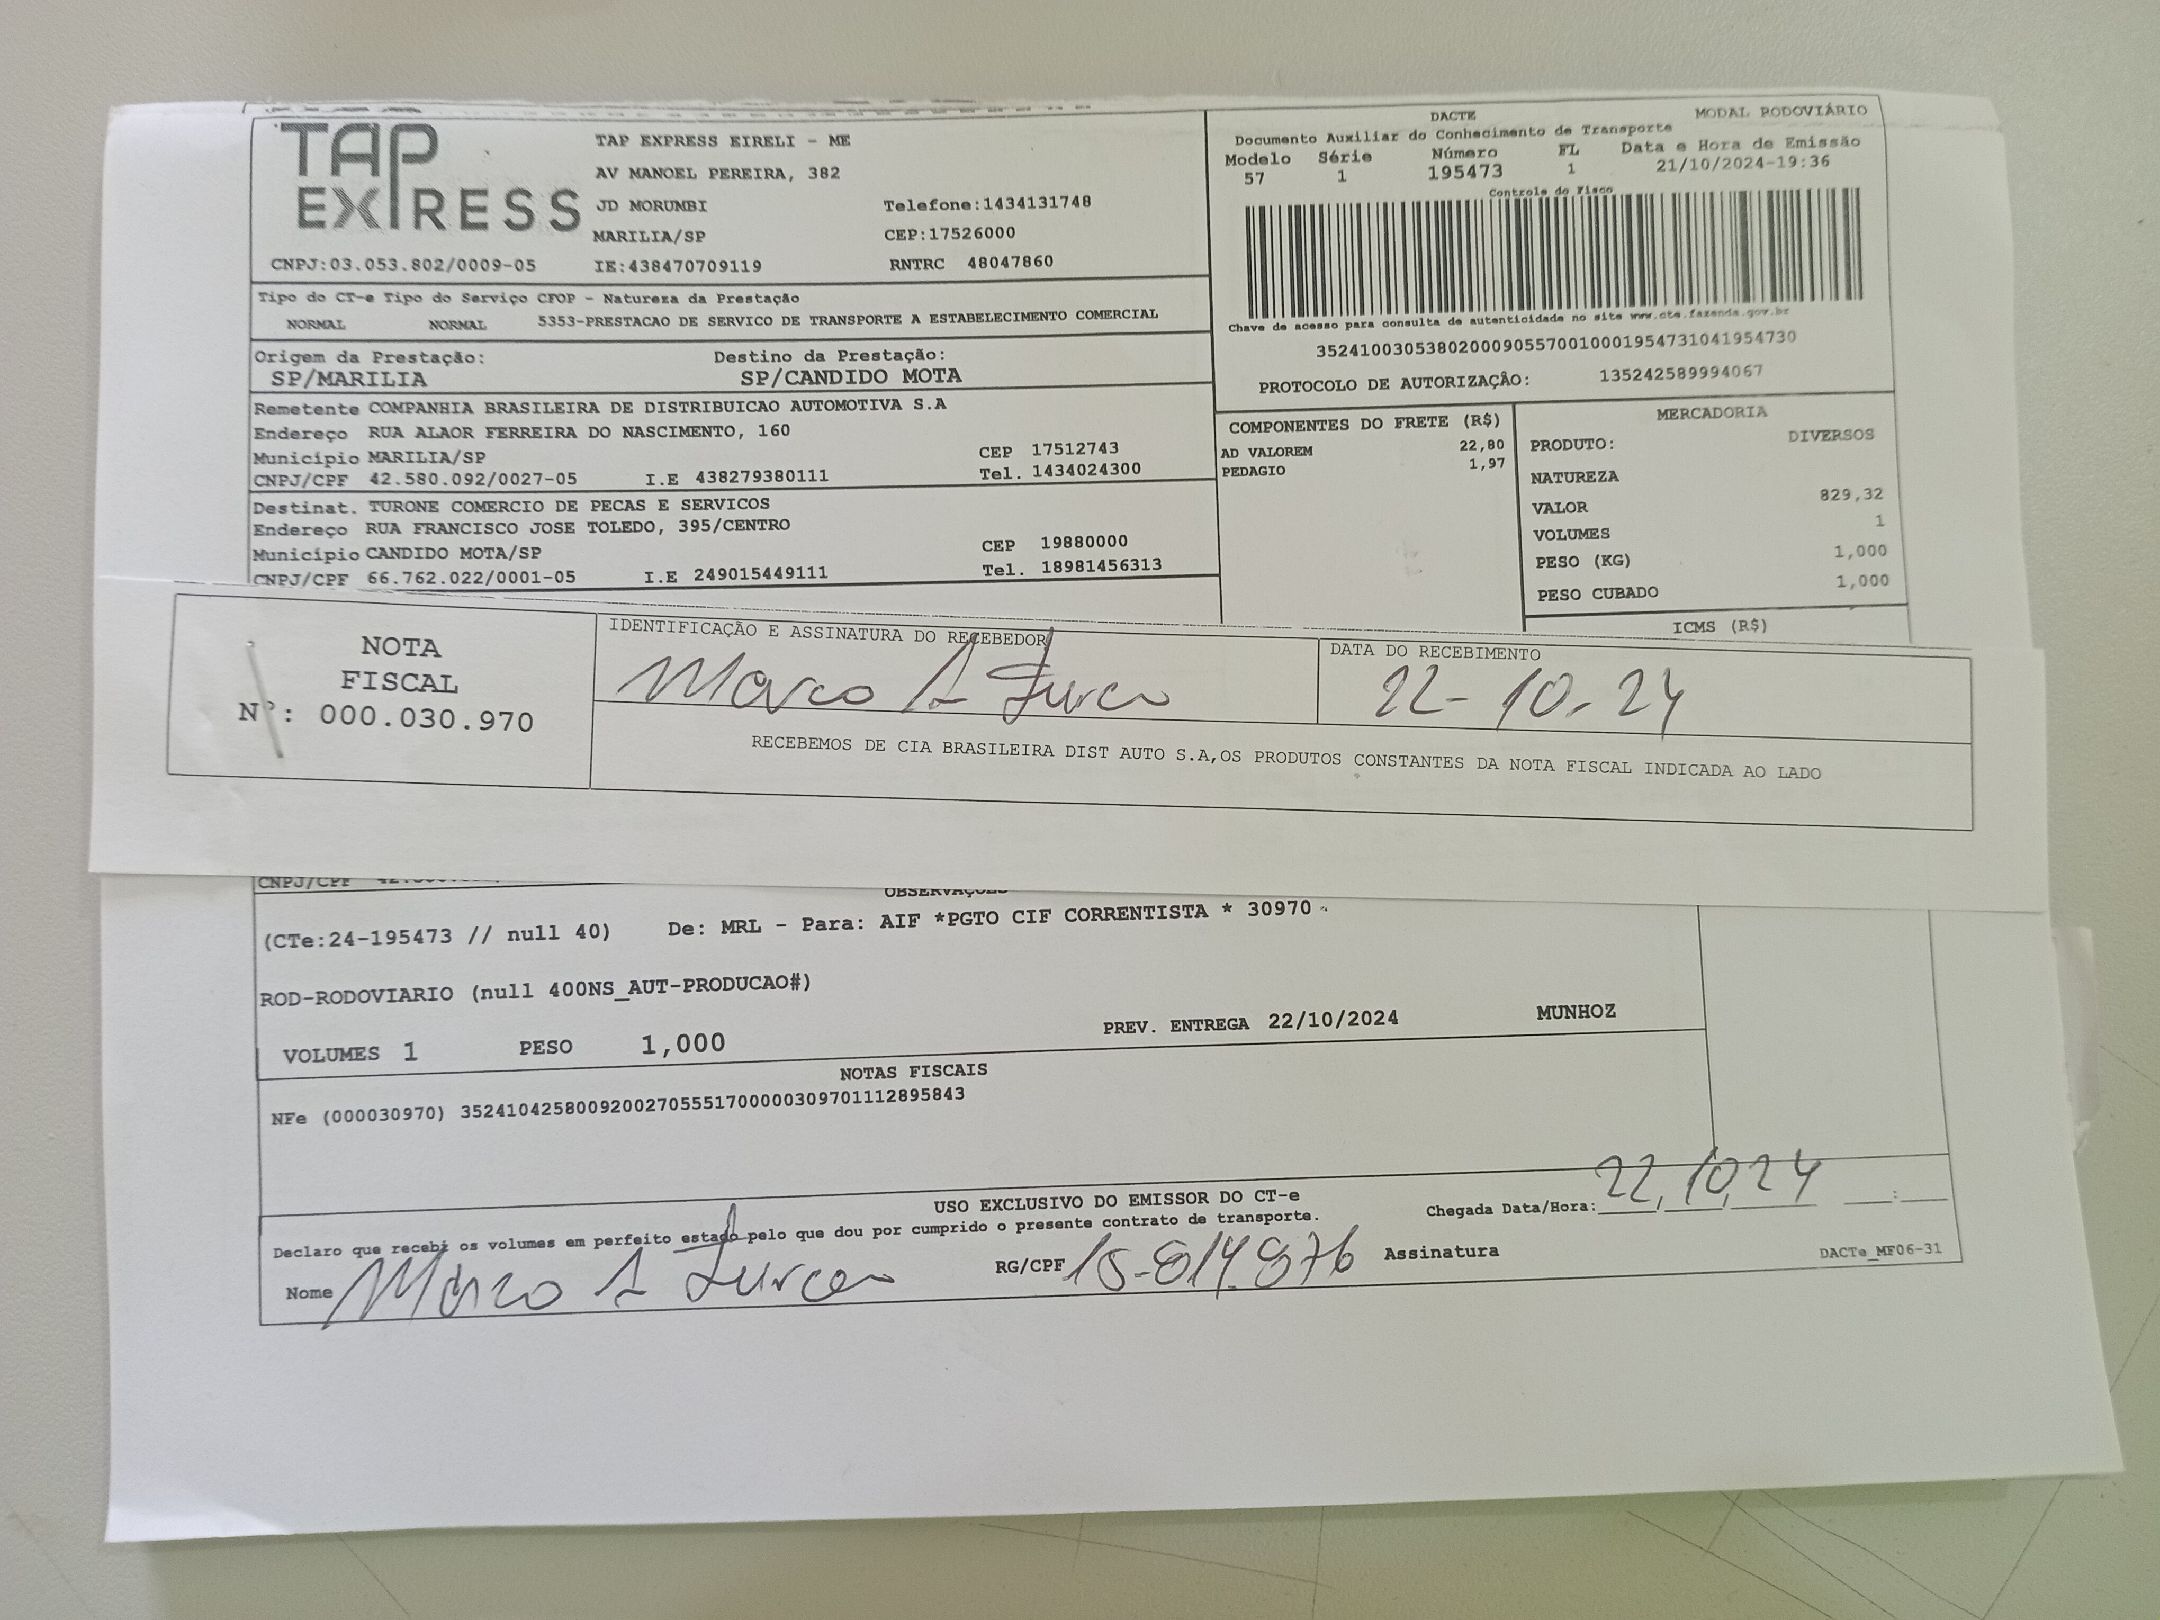 TAP EXPRESS
TAP EXPRESS EIRELI - ME
AV MANOEL PEREIRA, 382
JD MORUMBI Telefone:1434131748
MARILIA/SP CEP:17526000
CNPJ:03.053.802/0009-05 IE:438470709119 RNTRC 48047860
DACTE MODAL RODOVIÁRIO
Documento Auxiliar do Conhecimento de Transporte
Modelo Série Número FL Data e Hora de Emissão
57 1 195473 1 21/10/2024-19:36
Controle do Fisco
Chave de acesso para consulta de autenticidade no site www.cte.fazenda.gov.br
35241003053802000905570010001954731041954730
PROTOCOLO DE AUTORIZAÇÃO: 135242589994067
Tipo do CT-e Tipo do Serviço CFOP - Natureza da Prestação
NORMAL NORMAL 5353-PRESTACAO DE SERVICO DE TRANSPORTE A ESTABELECIMENTO COMERCIAL
Origem da Prestação: Destino da Prestação:
SP/MARILIA SP/CANDIDO MOTA
Remetente COMPANHIA BRASILEIRA DE DISTRIBUICAO AUTOMOTIVA S.A
Endereço RUA ALAOR FERREIRA DO NASCIMENTO, 160
Município MARILIA/SP CEP 17512743
CNPJ/CPF 42.580.092/0027-05 I.E 438279380111 Tel. 1434024300
Destinat. TURONE COMERCIO DE PECAS E SERVICOS
Endereço RUA FRANCISCO JOSE TOLEDO, 395/CENTRO
Município CANDIDO MOTA/SP CEP 19880000
CNPJ/CPF 66.762.022/0001-05 I.E 249015449111 Tel. 18981456313
COMPONENTES DO FRETE (R$)
AD VALOREM 22,80
PEDAGIO 1,97
MERCADORIA
PRODUTO: DIVERSOS
NATUREZA
VALOR 829,32
VOLUMES 1
PESO (KG) 1,000
PESO CUBADO 1,000
ICMS (R$)
NOTA
FISCAL
Nº: 000.030.970
IDENTIFICAÇÃO E ASSINATURA DO RECEBEDOR
Marco A Turco
DATA DO RECEBIMENTO
22-10-24
RECEBEMOS DE CIA BRASILEIRA DIST AUTO S.A,OS PRODUTOS CONSTANTES DA NOTA FISCAL INDICADA AO LADO
CNPJ/CPF
OBSERVAÇÕES
(CTe:24-195473 // null 40) De: MRL - Para: AIF *PGTO CIF CORRENTISTA * 30970
ROD-RODOVIARIO (null 400NS_AUT-PRODUCAO#)
VOLUMES 1 PESO 1,000 PREV. ENTREGA 22/10/2024 MUNHOZ
NOTAS FISCAIS
NFe (000030970) 35241042580092002705551700000309701112895843
USO EXCLUSIVO DO EMISSOR DO CT-e
Declaro que recebi os volumes em perfeito estado pelo que dou por cumprido o presente contrato de transporte.
Chegada Data/Hora: 22,10,24 :
Nome Marco A Turco RG/CPF 15-814.976 Assinatura DACTe_MF06-31